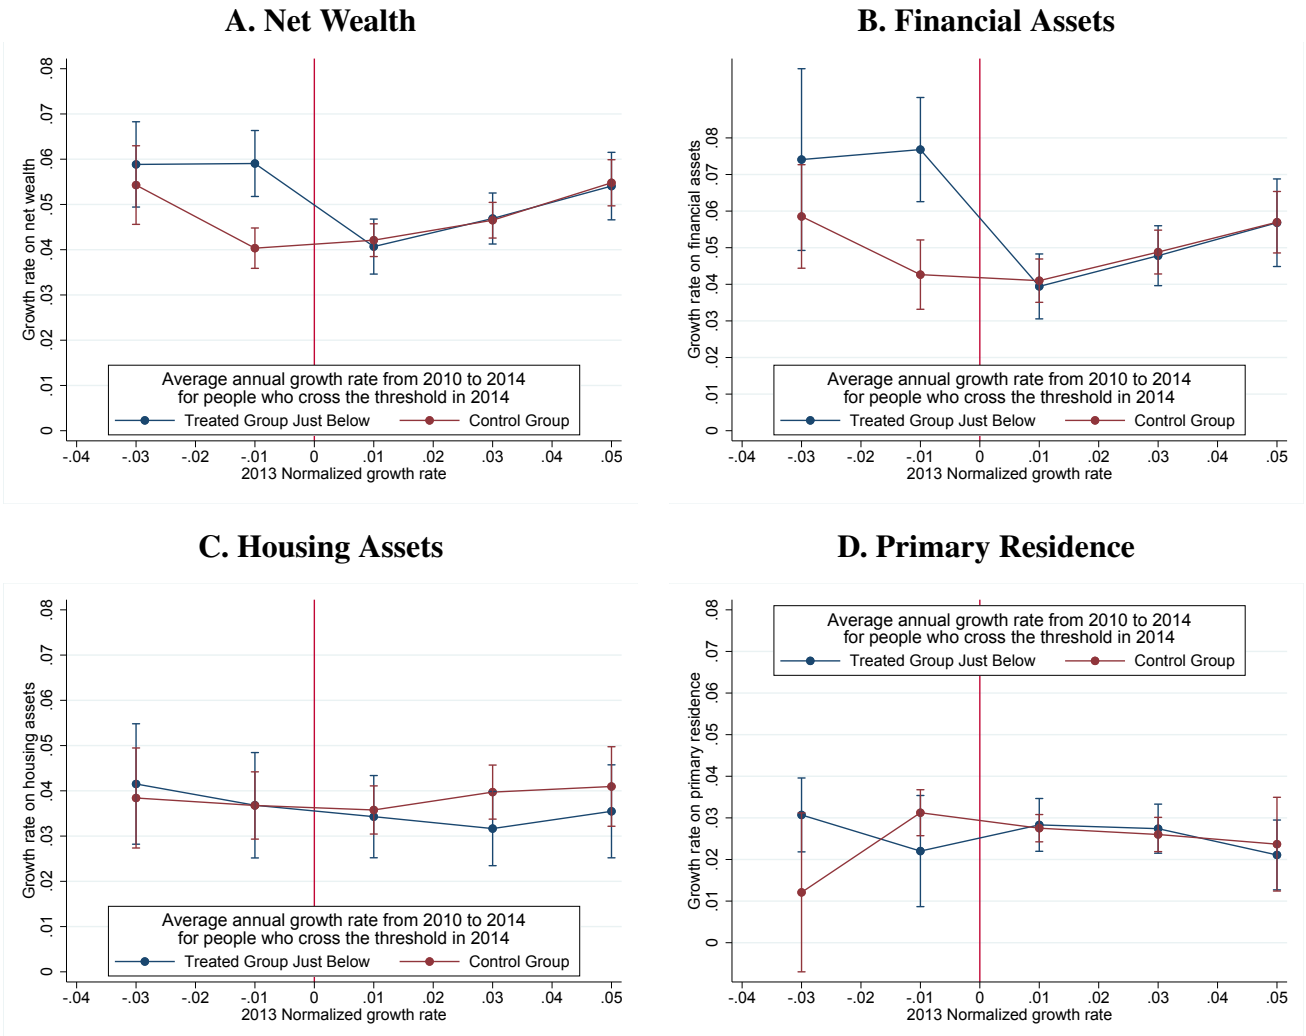 A. Net Wealth
Growth rate on net wealth
.08
.07
.06
.05
.04
.03
.02
.01
0
Average annual growth rate from 2010 to 2014
for people who cross the threshold in 2014
Treated Group Just Below Control Group
-.04 -.03 -.02 -.01 0 .01 .02 .03 .04 .05
2013 Normalized growth rate
B. Financial Assets
Growth rate on financial assets
.08
.07
.06
.05
.04
.03
.02
.01
0
Average annual growth rate from 2010 to 2014
for people who cross the threshold in 2014
Treated Group Just Below Control Group
-.04 -.03 -.02 -.01 0 .01 .02 .03 .04 .05
2013 Normalized growth rate
C. Housing Assets
Growth rate on housing assets
.08
.07
.06
.05
.04
.03
.02
.01
0
Average annual growth rate from 2010 to 2014
for people who cross the threshold in 2014
Treated Group Just Below Control Group
-.04 -.03 -.02 -.01 0 .01 .02 .03 .04 .05
2013 Normalized growth rate
D. Primary Residence
Average annual growth rate from 2010 to 2014
for people who cross the threshold in 2014
Treated Group Just Below Control Group
Growth rate on primary residence
.08
.07
.06
.05
.04
.03
.02
.01
0
-.04 -.03 -.02 -.01 0 .01 .02 .03 .04 .05
2013 Normalized growth rate